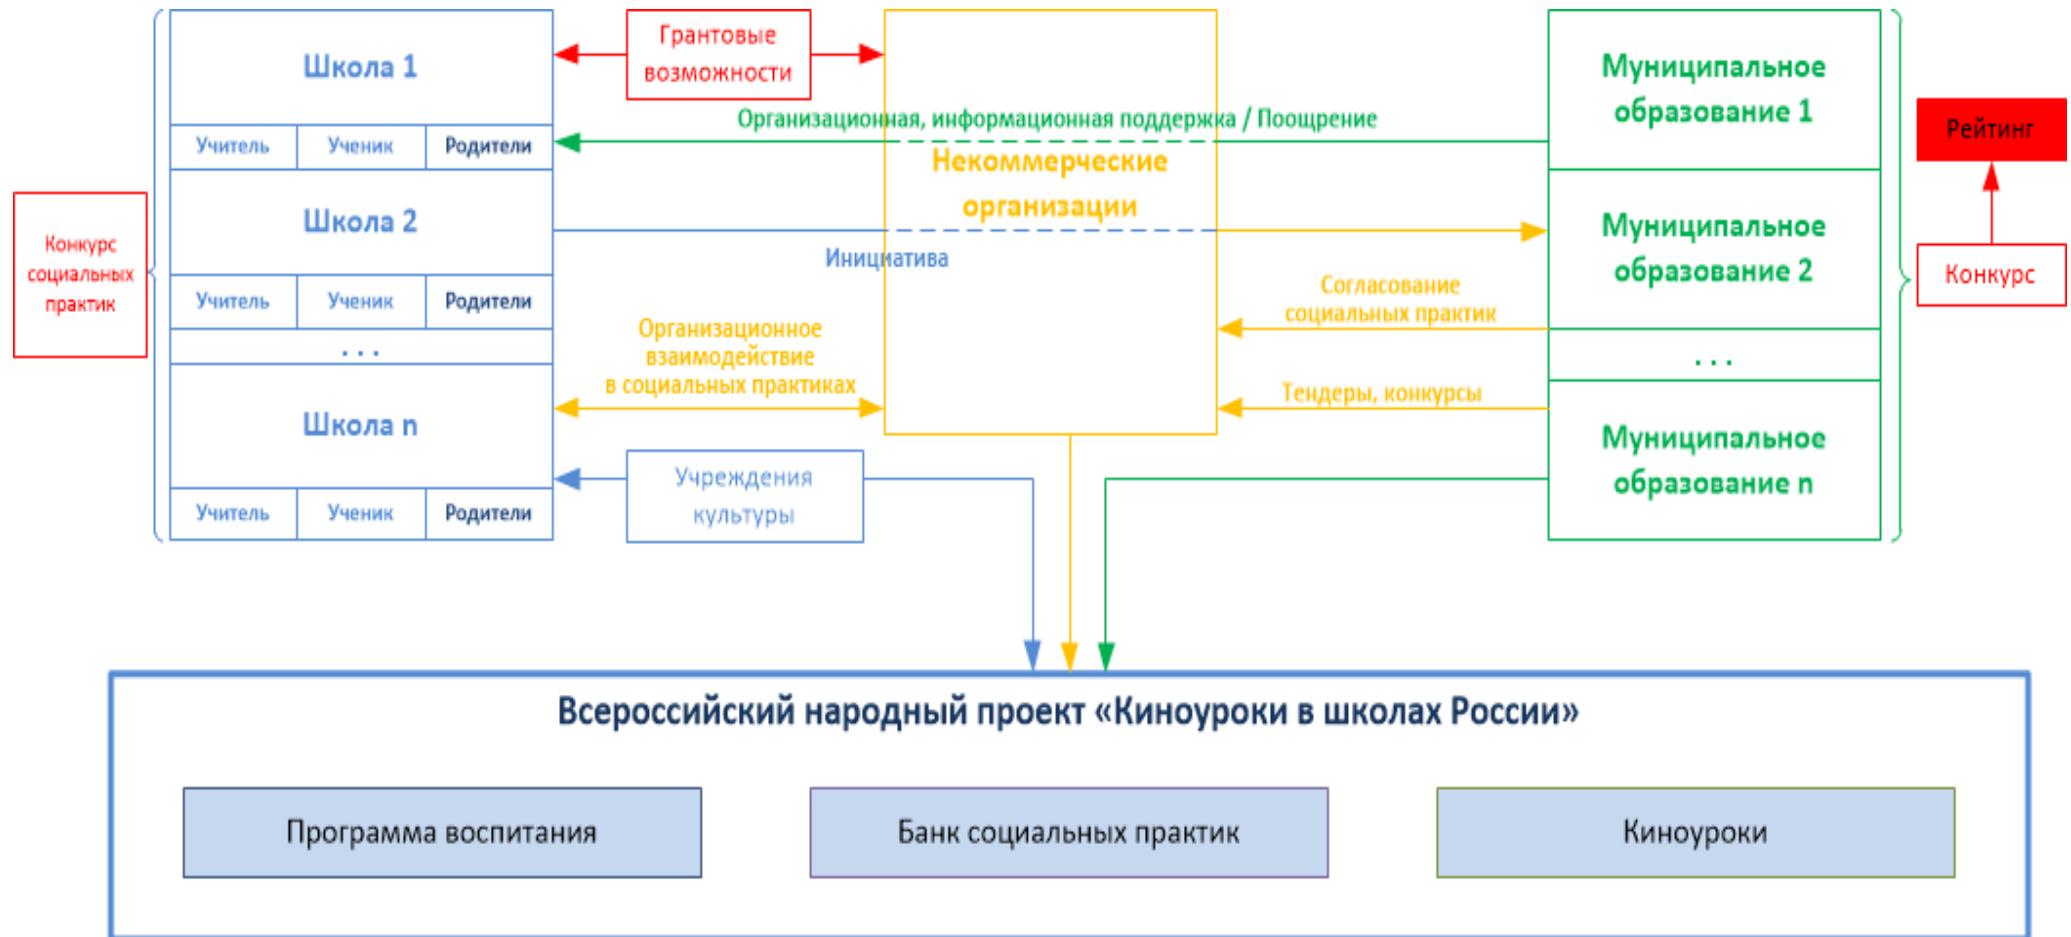 Конкурс
социальных
практик
Школа 1
Учитель
Ученик
Родители
Школа 2
Учитель
Ученик
Родители
. . .
Школа n
Учитель
Ученик
Родители
Грантовые
возможности
Организационная, информационная поддержка / Поощрение
Некоммерческие
организации
Инициатива
Организационное
взаимодействие
в социальных практиках
Согласование
социальных практик
Тендеры, конкурсы
Учреждения
культуры
Муниципальное
образование 1
Муниципальное
образование 2
. . .
Муниципальное
образование n
Рейтинг
Конкурс
Всероссийский народный проект «Киноуроки в школах России»
Программа воспитания
Банк социальных практик
Киноуроки